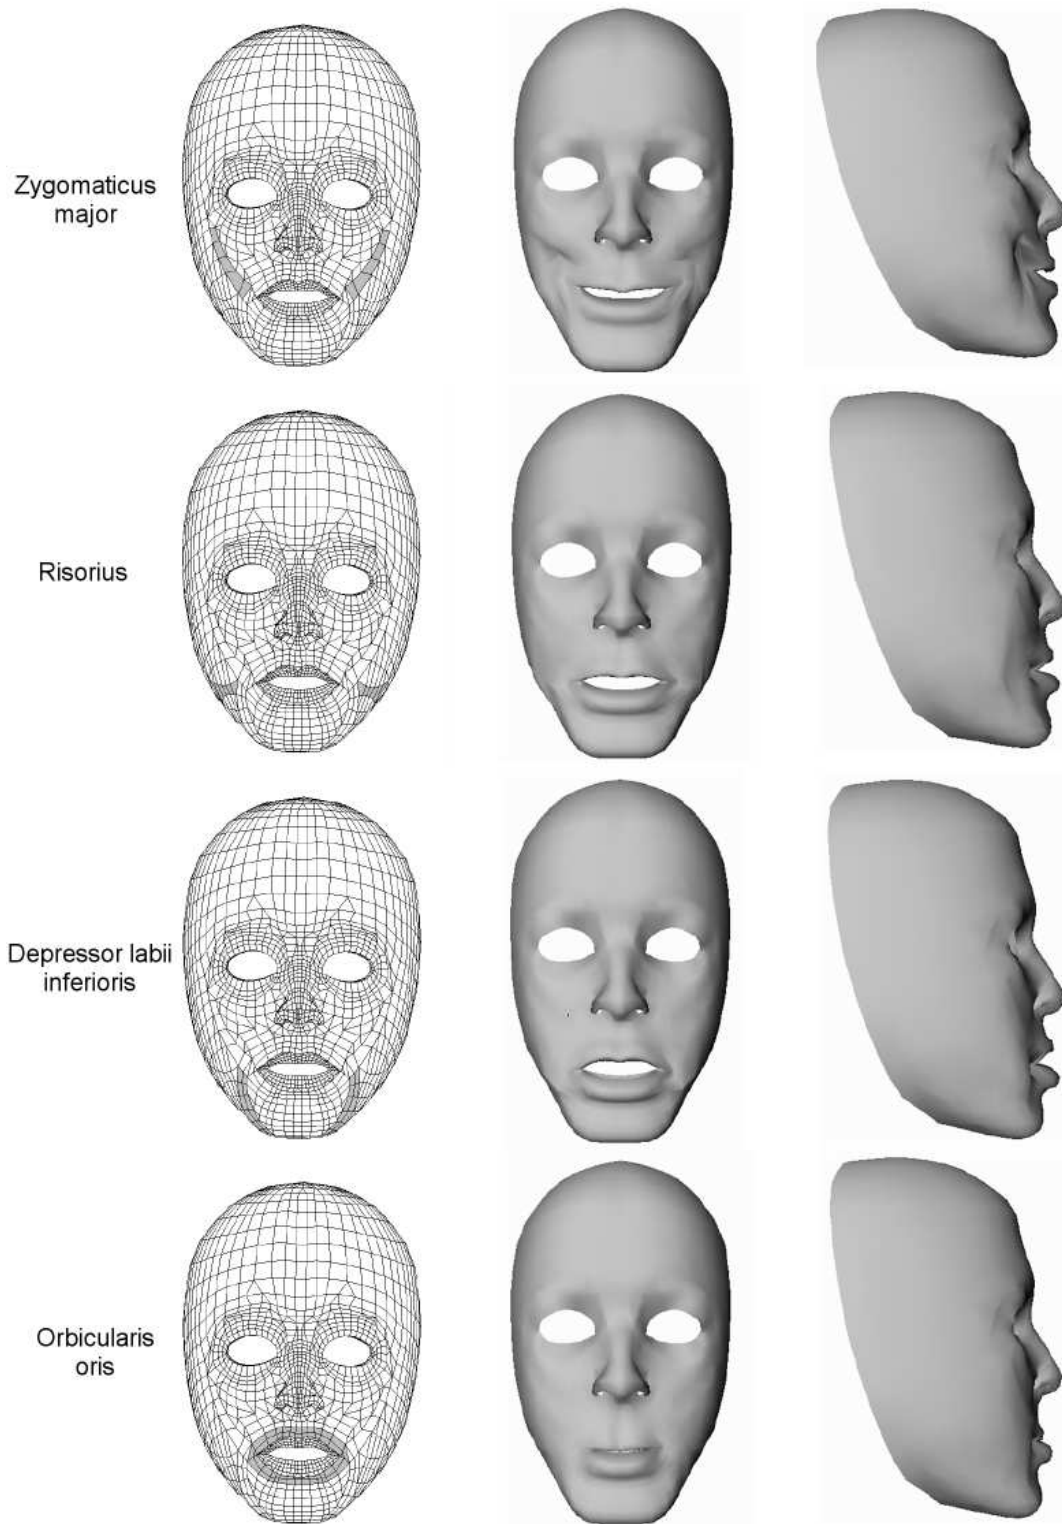 Zygomaticus
major
Risorius
Depressor labii
inferioris
Orbicularis
oris